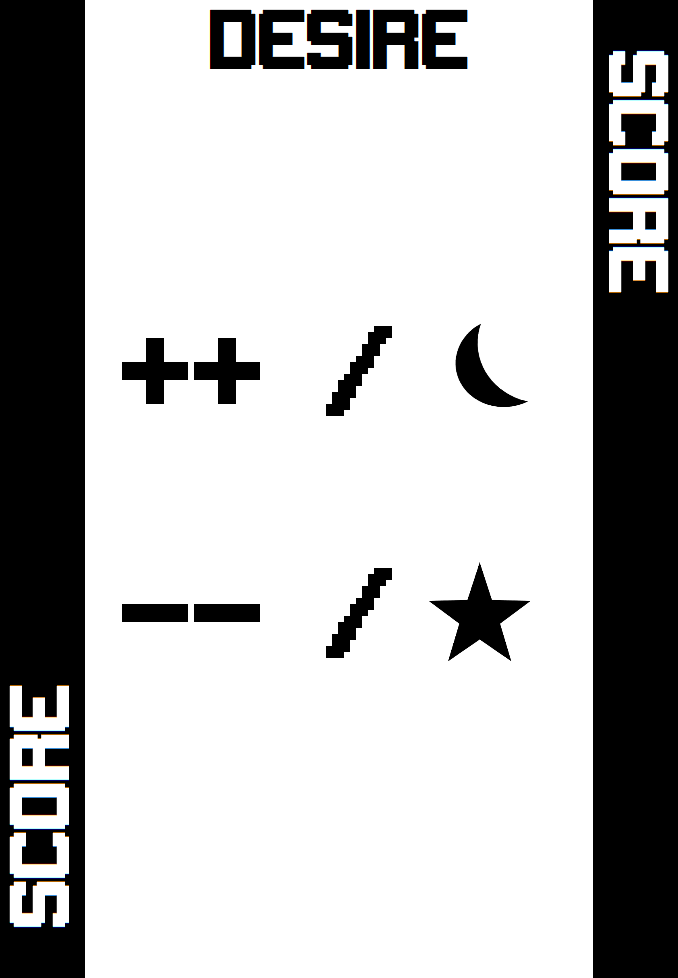 DESIRE
SCORE
++ / ☾
-- / ★
SCORE